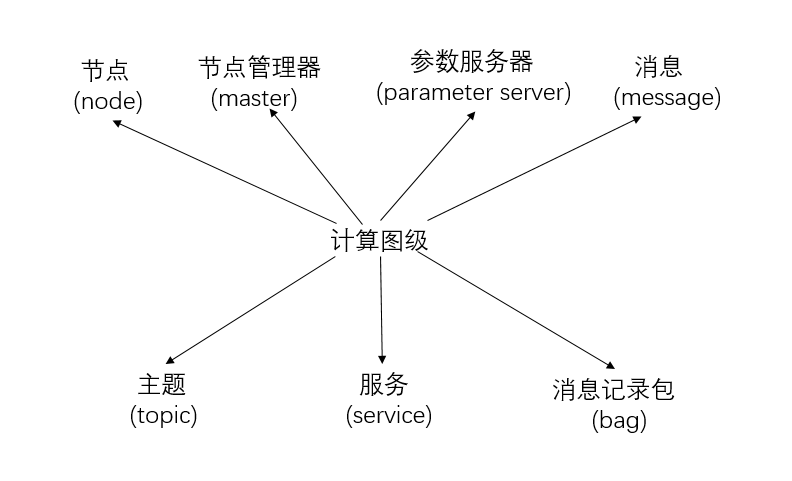 节点
(node)
节点管理器
(master)
参数服务器
(parameter server)
消息
(message)
计算图级
主题
(topic)
服务
(service)
消息记录包
(bag)